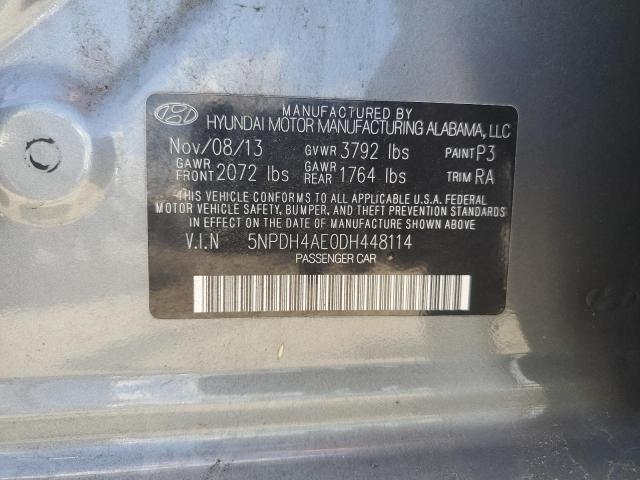 MANUFACTURED BY
HYUNDAI MOTOR MANUFACTURING ALABAMA, LLC
Nov/08/13 GVWR 3792 lbs PAINT P3
GAWR FRONT 2072 lbs GAWR REAR 1764 lbs TRIM RA
THIS VEHICLE CONFORMS TO ALL APPLICABLE U.S.A. FEDERAL
MOTOR VEHICLE SAFETY, BUMPER, AND THEFT PREVENTION
STANDARDS IN EFFECT ON THE DATE OF MANUFACTURE SHOWN
V.I.N 5NPDH4AE0DH448114
PASSENGER CAR